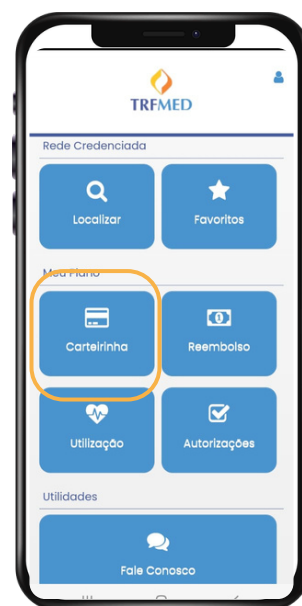 TRFMED
Rede Credenciada
Localizar
Favoritos
Meu Plano
Carteirinha
Reembolso
Utilização
Autorizações
Utilidades
Fale Conosco